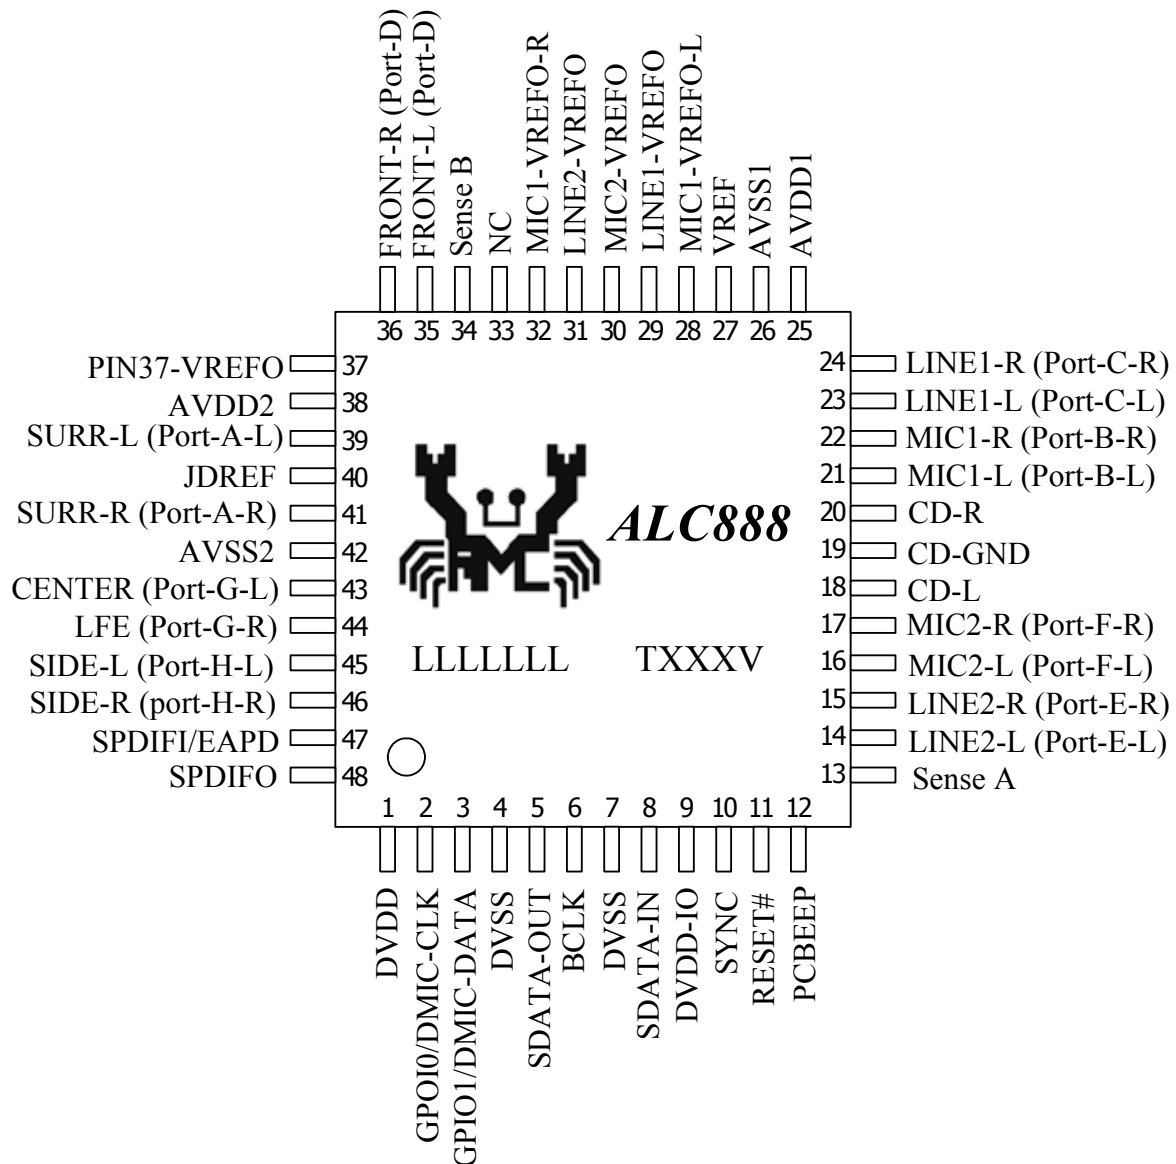 FRONT-R (Port-D)
FRONT-L (Port-D)
Sense B
NC
MIC1-VREFO-R
LINE2-VREFO
MIC2-VREFO
LINE1-VREFO
MIC1-VREFO-L
VREF
AVSS1
AVDD1
36 35 34 33 32 31 30 29 28 27 26 25
PIN37-VREFO 37
AVDD2 38
SURR-L (Port-A-L) 39
JDREF 40
SURR-R (Port-A-R) 41
AVSS2 42
CENTER (Port-G-L) 43
LFE (Port-G-R) 44
SIDE-L (Port-H-L) 45
SIDE-R (port-H-R) 46
SPDIFI/EAPD 47
SPDIFO 48
ALC888
LLLLLLL TXXXV
24 LINE1-R (Port-C-R)
23 LINE1-L (Port-C-L)
22 MIC1-R (Port-B-R)
21 MIC1-L (Port-B-L)
20 CD-R
19 CD-GND
18 CD-L
17 MIC2-R (Port-F-R)
16 MIC2-L (Port-F-L)
15 LINE2-R (Port-E-R)
14 LINE2-L (Port-E-L)
13 Sense A
1 2 3 4 5 6 7 8 9 10 11 12
DVDD
GPOI0/DMIC-CLK
GPIO1/DMIC-DATA
DVSS
SDATA-OUT
BCLK
DVSS
SDATA-IN
DVDD-IO
SYNC
RESET#
PCBEEP